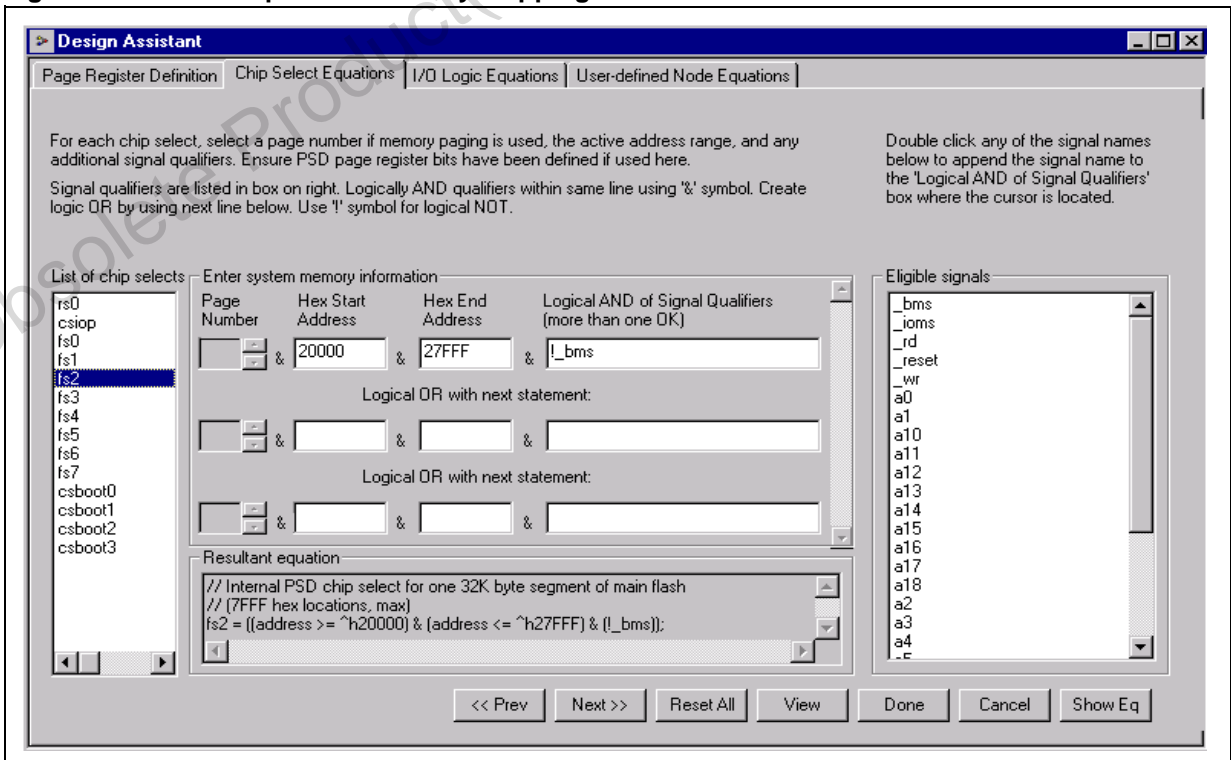 Design Assistant
Page Register Definition Chip Select Equations I/O Logic Equations User-defined Node Equations
For each chip select, select a page number if memory paging is used, the active address range, and any
additional signal qualifiers. Ensure PSD page register bits have been defined if used here.
Signal qualifiers are listed in box on right. Logically AND qualifiers within same line using '&' symbol. Create
logic OR by using next line below. Use '!' symbol for logical NOT.
Double click any of the signal names
below to append the signal name to
the 'Logical AND of Signal Qualifiers'
box where the cursor is located.
List of chip selects
rs0
csiop
fs0
fs1
fs2
fs3
fs4
fs5
fs6
fs7
csboot0
csboot1
csboot2
csboot3
Enter system memory information
Page Number
Hex Start Address
Hex End Address
Logical AND of Signal Qualifiers
(more than one OK)
& 20000 & 27FFF & !_bms
Logical OR with next statement:
& & &
Logical OR with next statement:
& & &
Resultant equation
// Internal PSD chip select for one 32K byte segment of main flash
// (7FFF hex locations, max)
fs2 = ((address >= ^h20000) & (address <= ^h27FFF) & (!_bms));
Eligible signals
_bms
_ioms
_rd
_reset
_wr
a0
a1
a10
a11
a12
a13
a14
a15
a16
a17
a18
a2
a3
a4
<< Prev Next >> Reset All View Done Cancel Show Eq